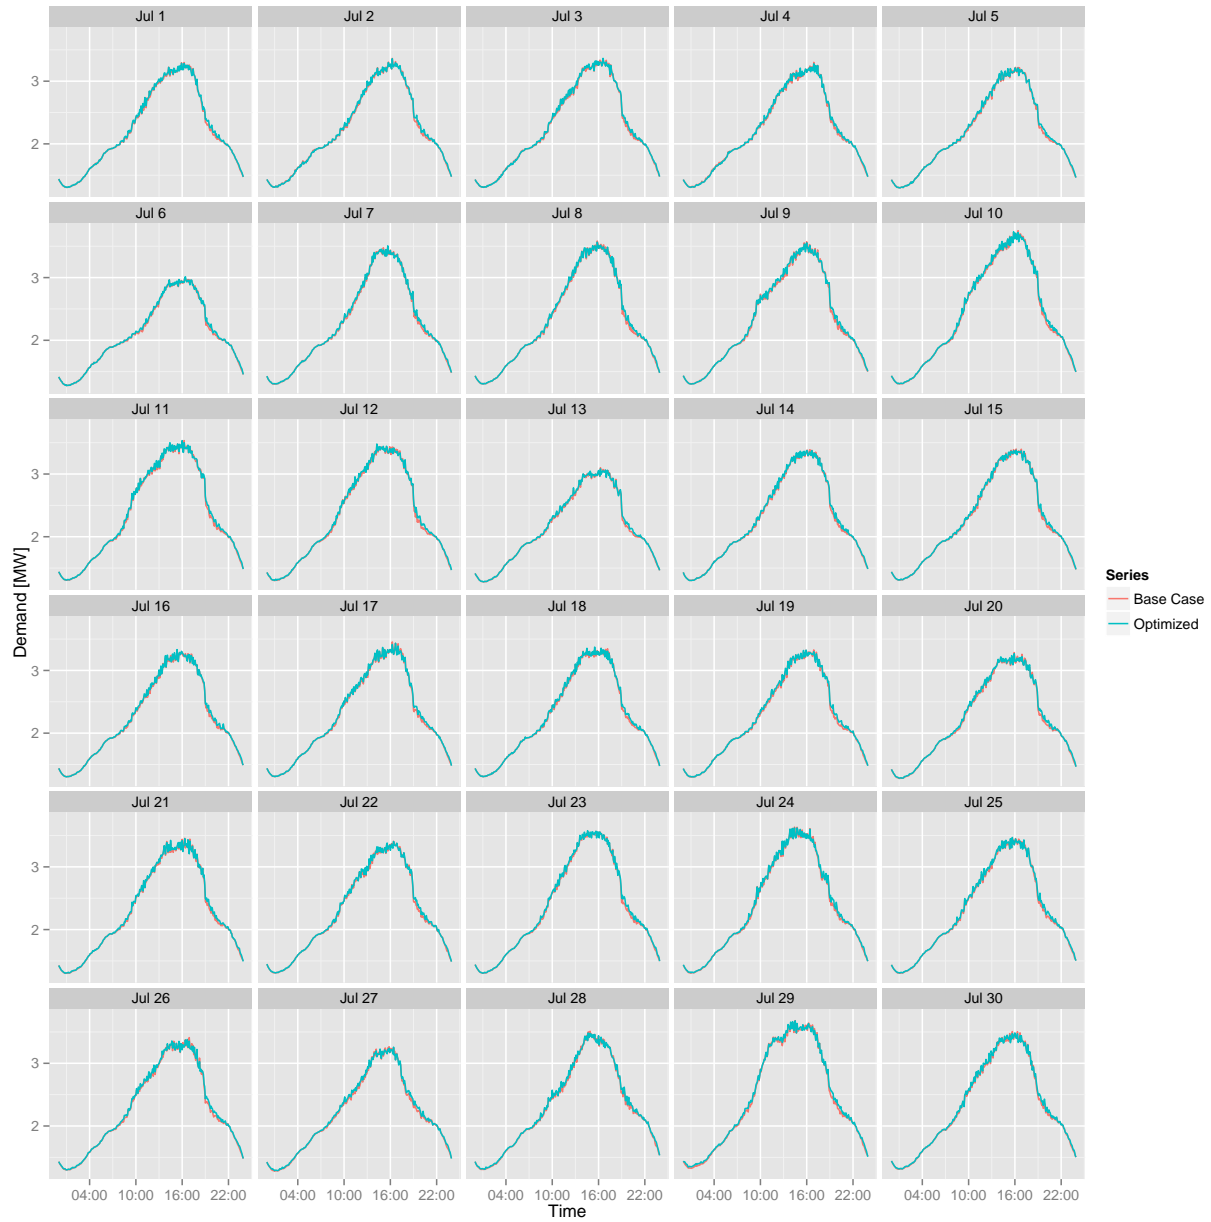 Jul 1 Jul 2 Jul 3 Jul 4 Jul 5
3
2
Jul 6 Jul 7 Jul 8 Jul 9 Jul 10
3
2
Jul 11 Jul 12 Jul 13 Jul 14 Jul 15
3
2
Demand [MW]
Jul 16 Jul 17 Jul 18 Jul 19 Jul 20
3
2
Series
Base Case
Optimized
Jul 21 Jul 22 Jul 23 Jul 24 Jul 25
3
2
Jul 26 Jul 27 Jul 28 Jul 29 Jul 30
3
2
04:00 10:00 16:00 22:00 04:00 10:00 16:00 22:00 04:00 10:00 16:00 22:00 04:00 10:00 16:00 22:00 04:00 10:00 16:00 22:00
Time